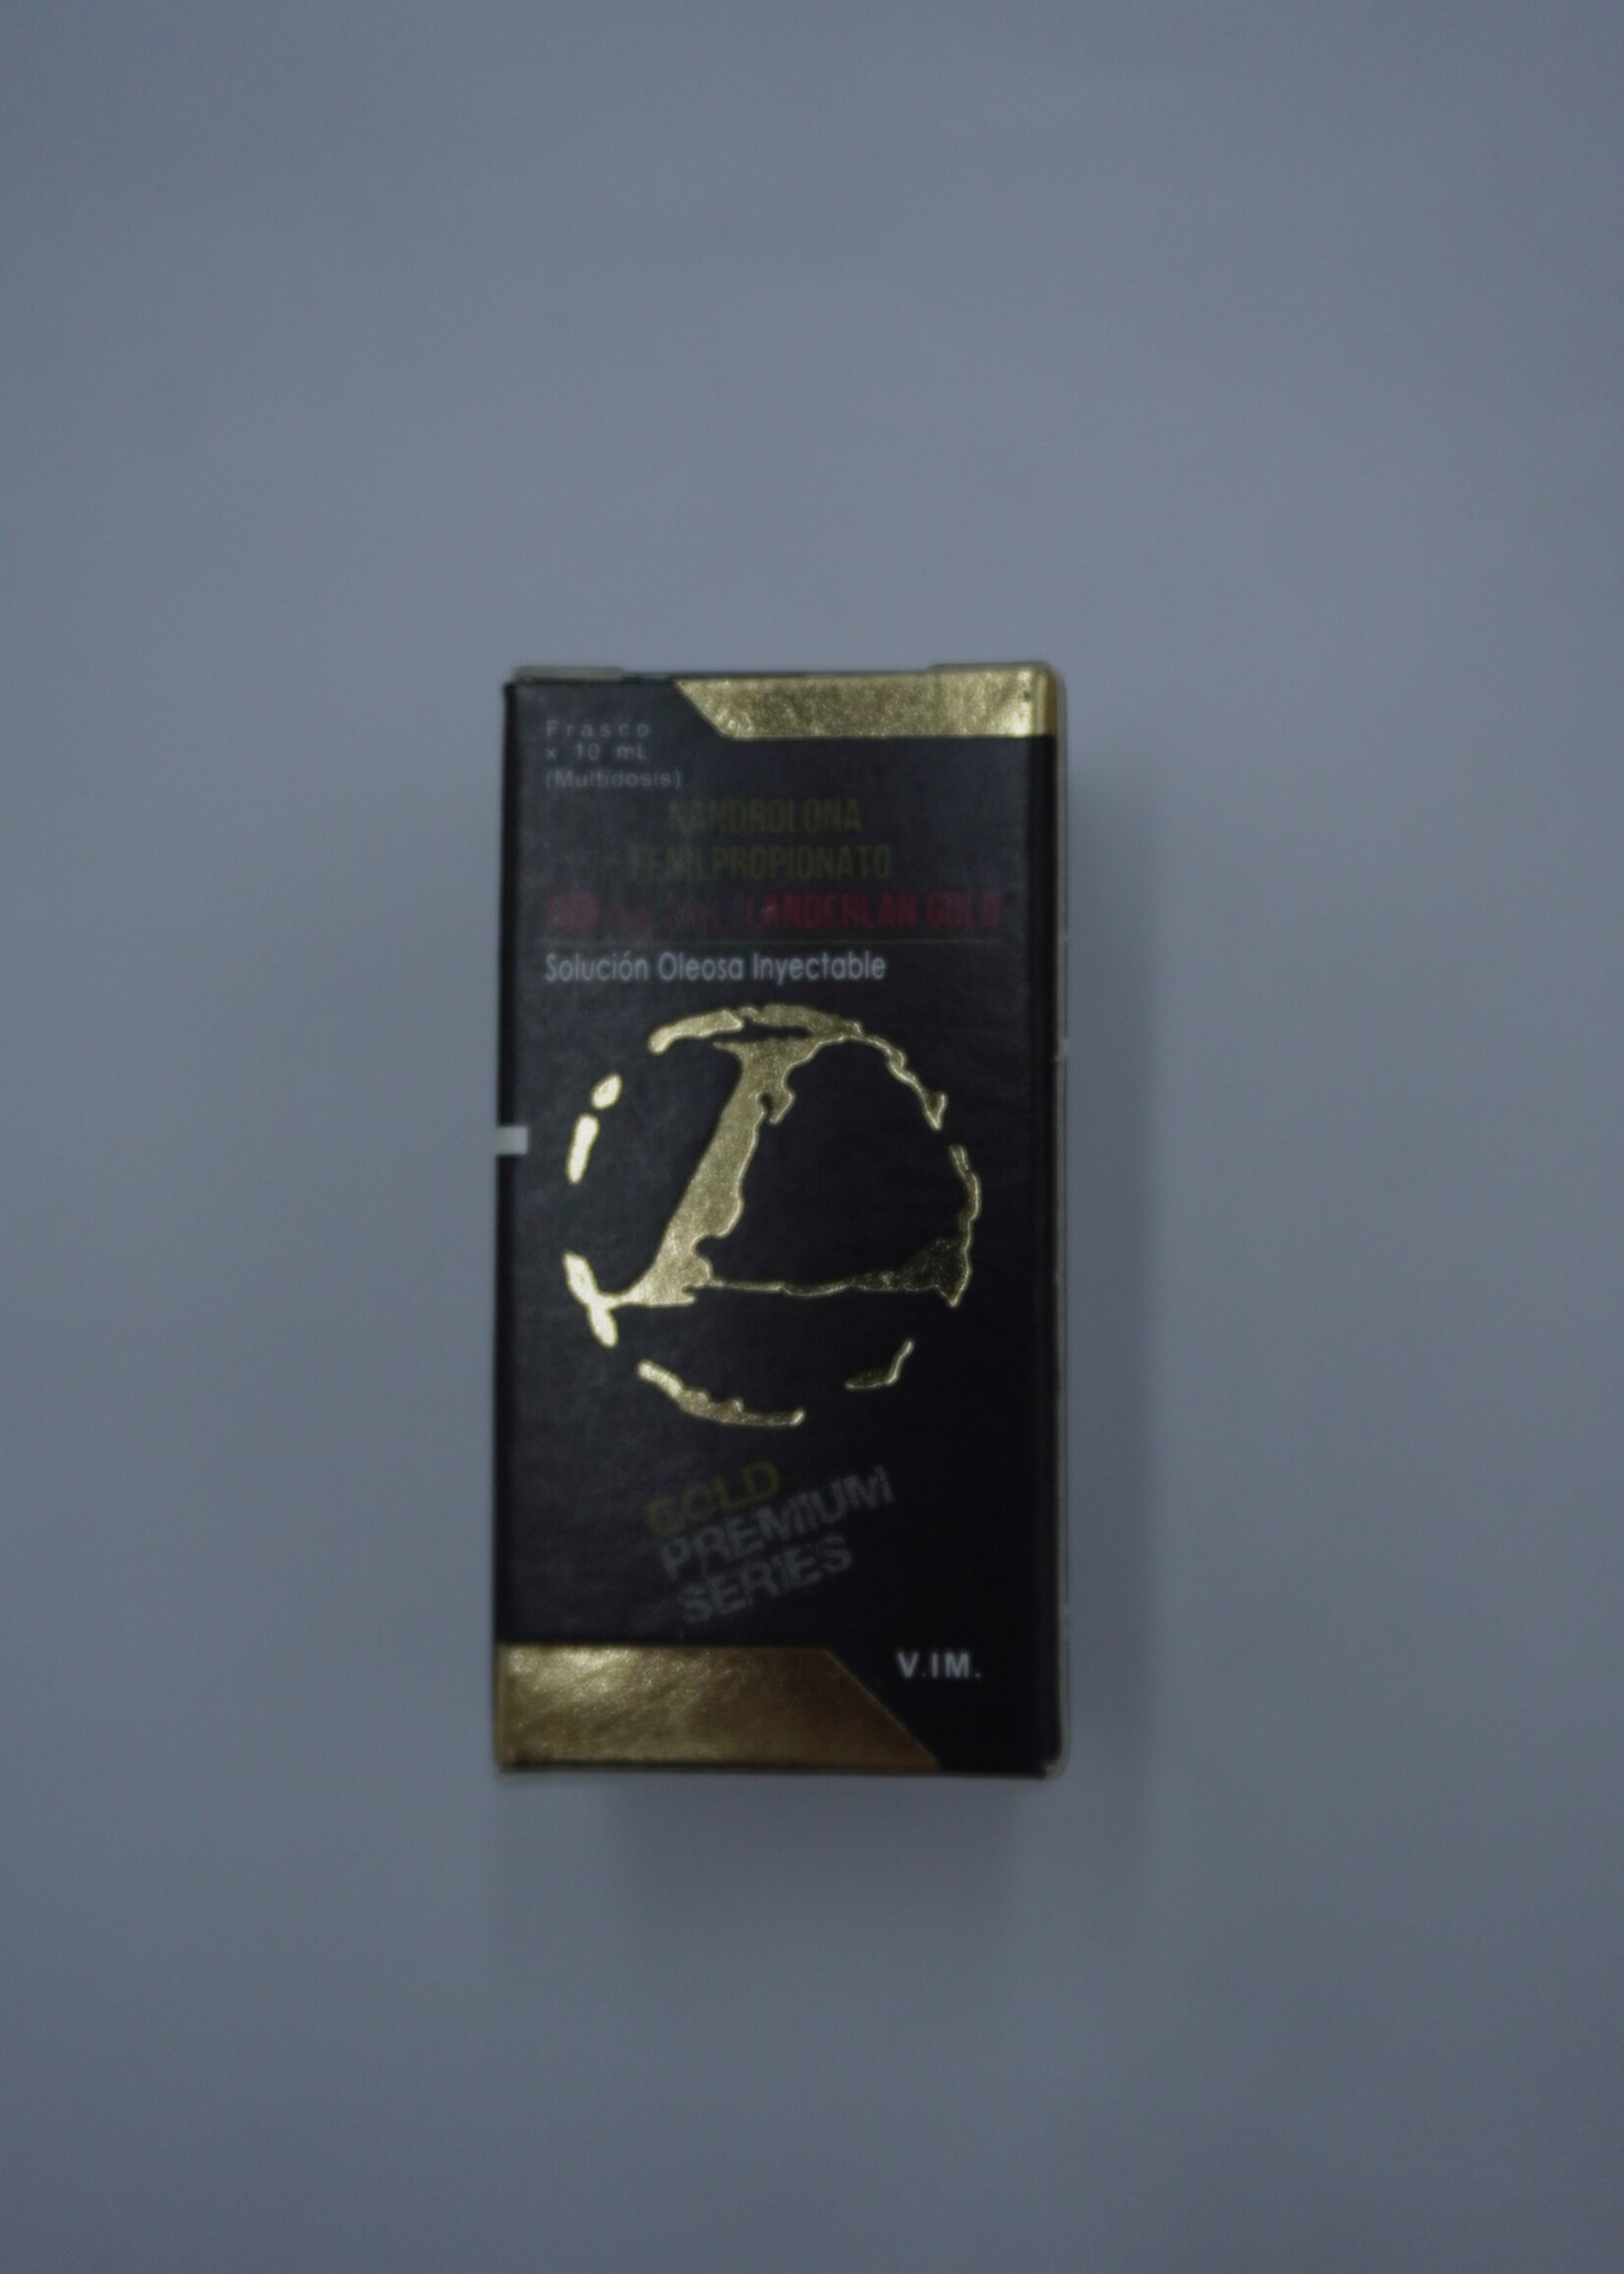 Frasco
x 10 mL
(Multidosis)
NANDROLONA
FENILPROPIONATO
LANDERLAN GOLD
Solución Oleosa Inyectable
GOLD
PREMIUM
SERIES
V.IM.